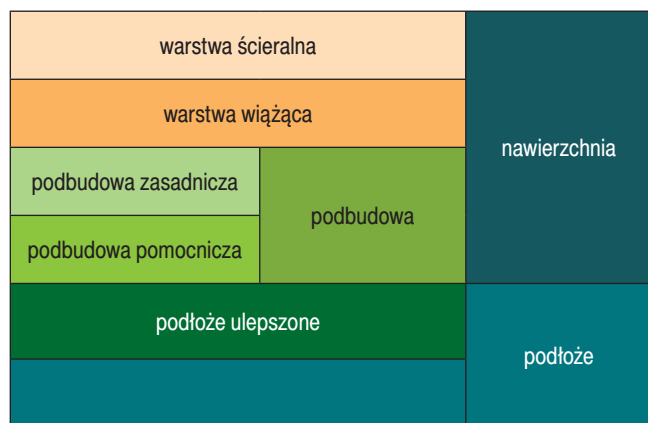 warstwa ścieralna
warstwa wiążąca
nawierzchnia
podbudowa zasadnicza
podbudowa
podbudowa pomocnicza
podłoże ulepszone
podłoże